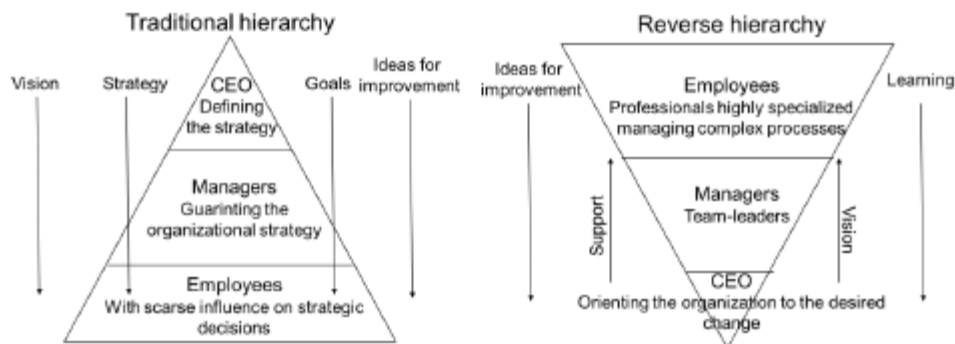 Traditional hierarchy
Vision
Strategy
CEO
Defining
the strategy
Goals
Ideas for
improvement
Managers
Guarinting the
organizational strategy
Employees
With scarse influence on strategic
decisions
Reverse hierarchy
Ideas for
improvement
Employees
Professionals highly specialized
managing complex processes
Learning
Support
Managers
Team-leaders
Vision
CEO
Orienting the organization to the desired
change